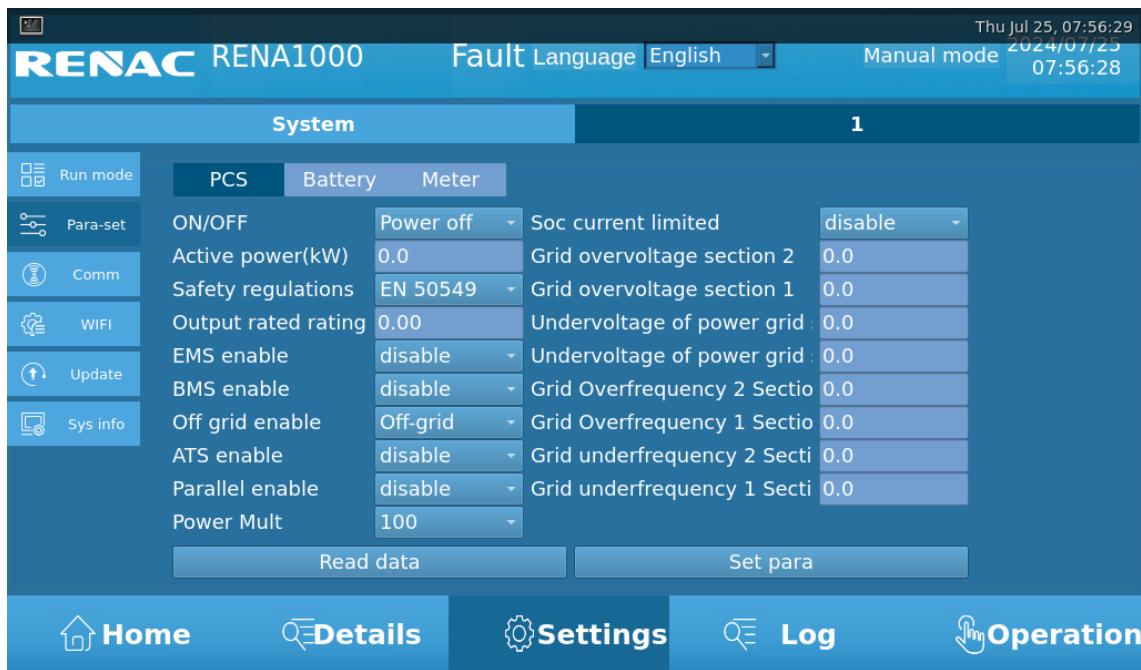 Thu Jul 25, 07:56:29
RENAC RENA1000 Fault Language English Manual mode 2024/07/25
07:56:28
System 1
Run mode
Para-set
Comm
WIFI
Update
Sys info
PCS Battery Meter
ON/OFF Power off Soc current limited disable
Active power(kW) 0.0 Grid overvoltage section 2 0.0
Safety regulations EN 50549 Grid overvoltage section 1 0.0
Output rated rating 0.00 Undervoltage of power grid 0.0
EMS enable disable Undervoltage of power grid 0.0
BMS enable disable Grid Overfrequency 2 Sectio 0.0
Off grid enable Off-grid Grid Overfrequency 1 Sectio 0.0
ATS enable disable Grid underfrequency 2 Secti 0.0
Parallel enable disable Grid underfrequency 1 Secti 0.0
Power Mult 100
Read data Set para
Home Details Settings Log Operation